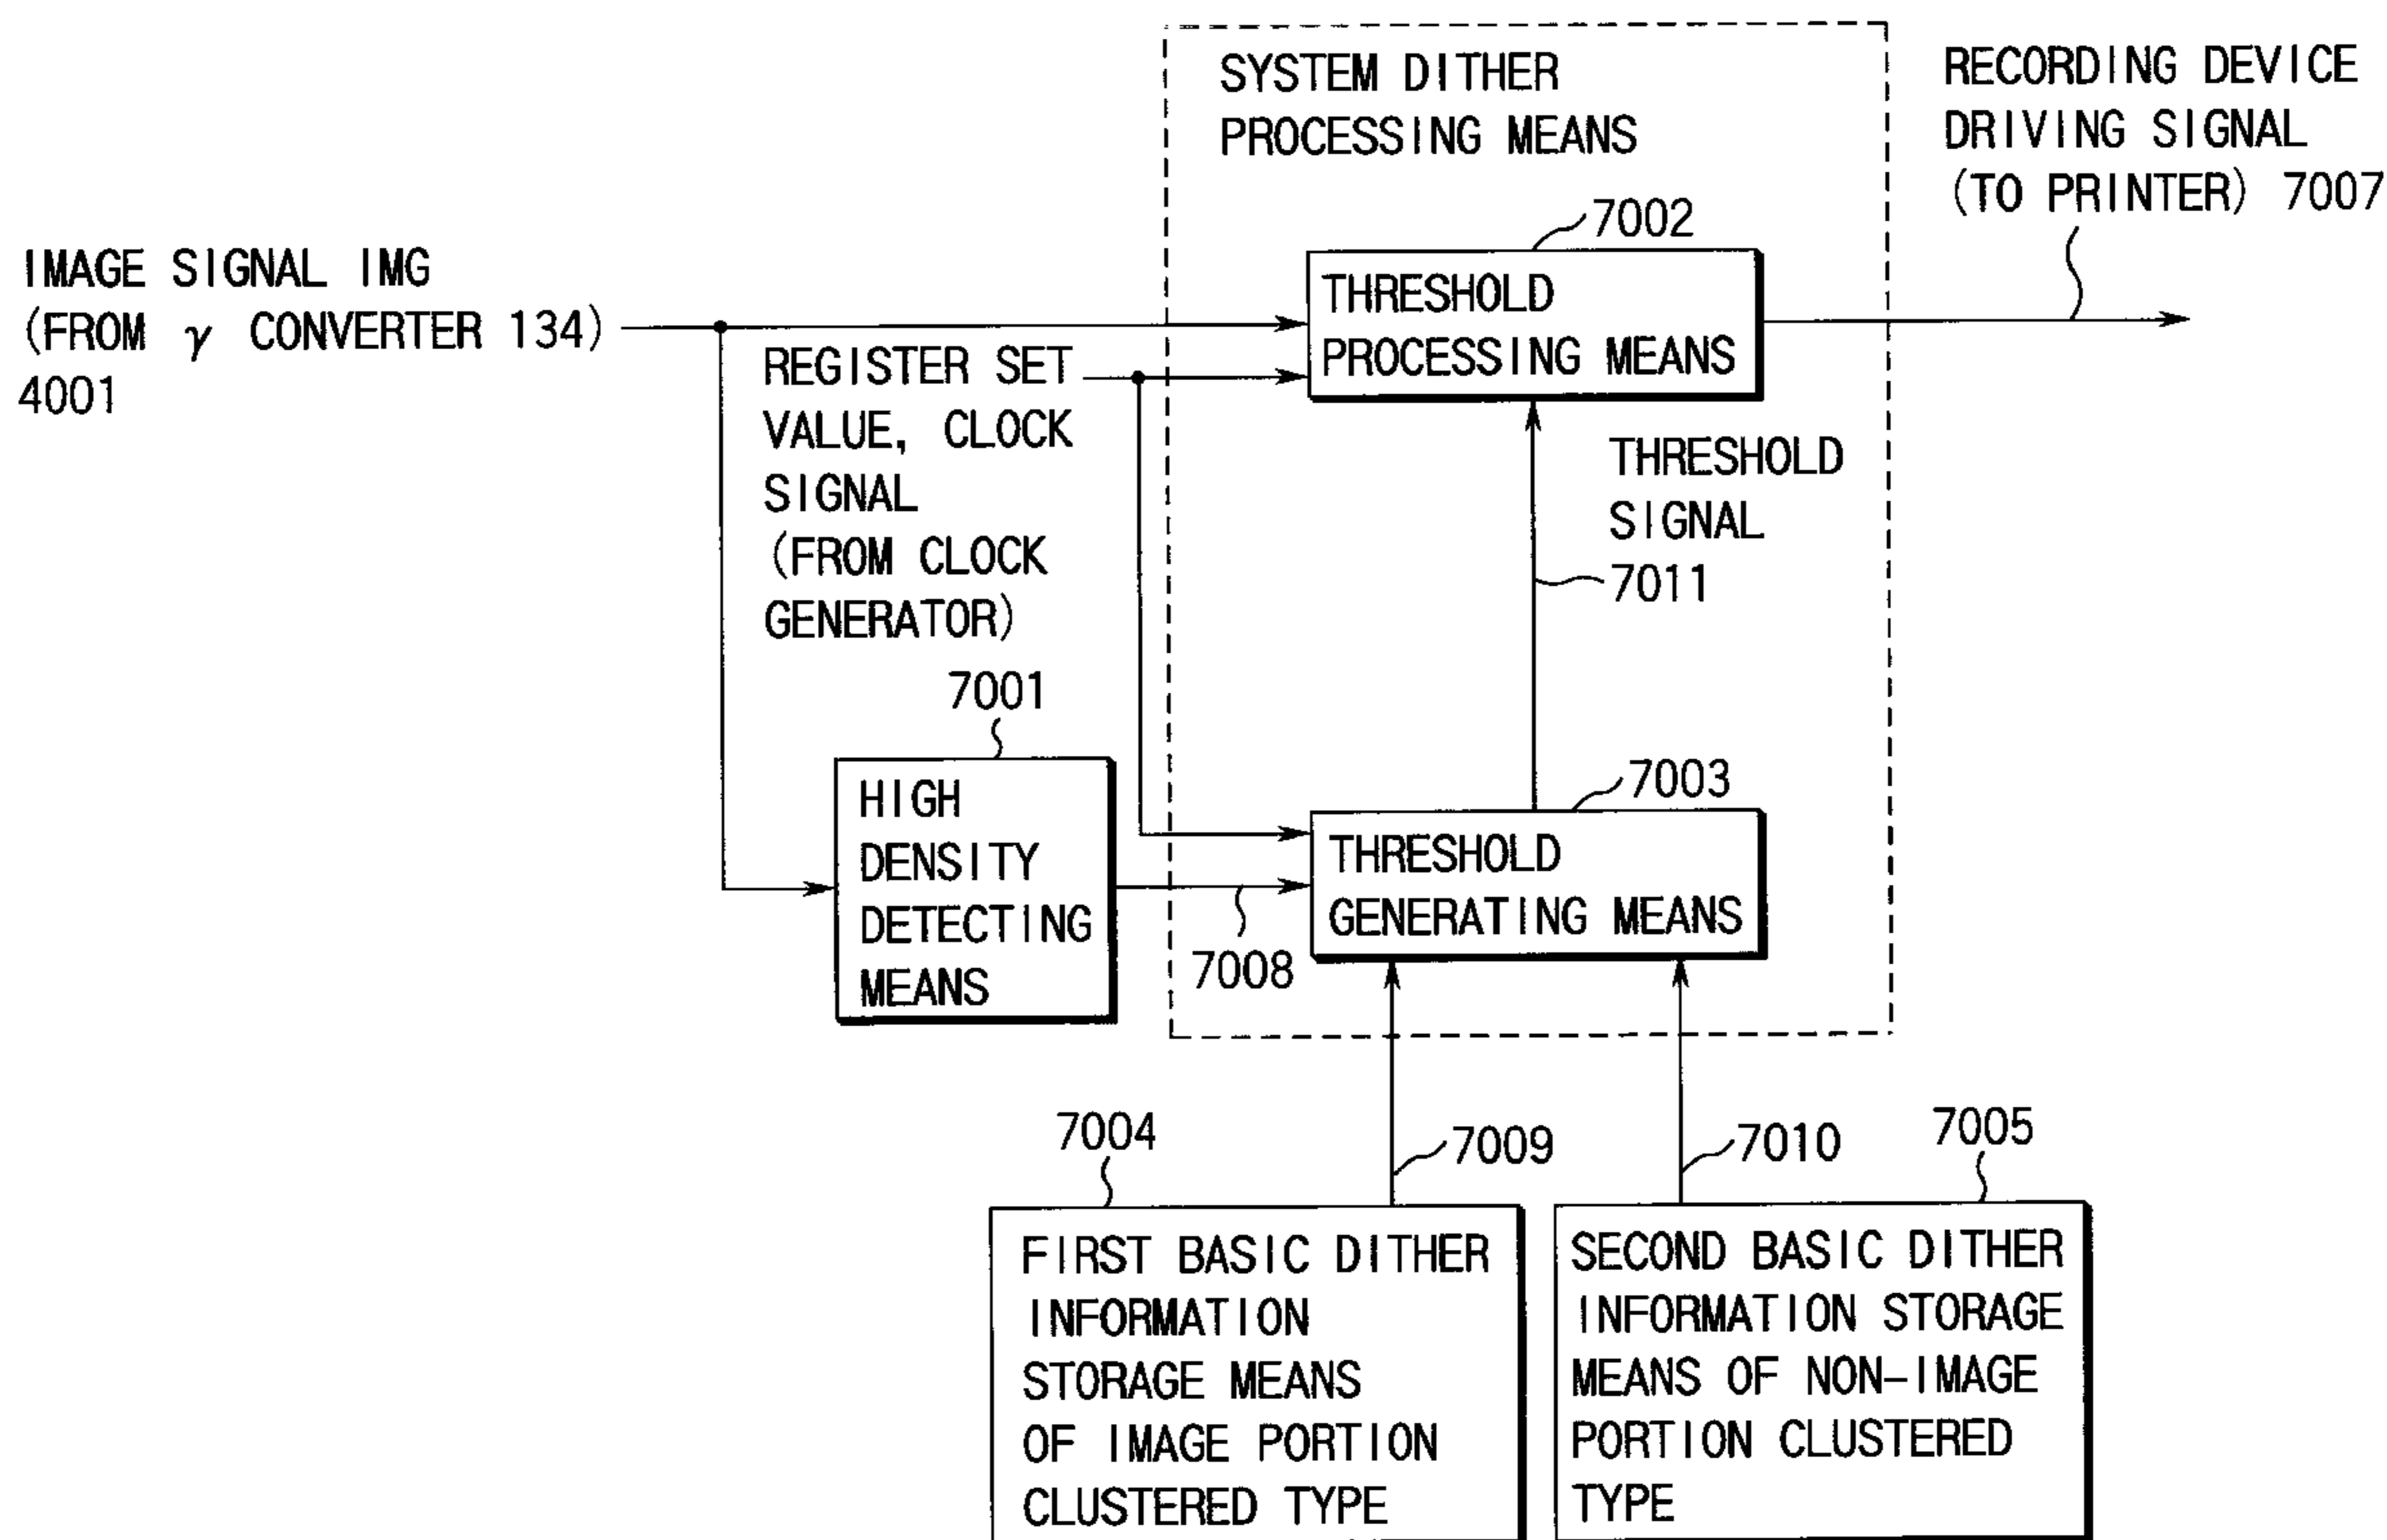 SYSTEM DITHER
PROCESSING MEANS
RECORDING DEVICE
DRIVING SIGNAL
(TO PRINTER) 7007
7002
IMAGE SIGNAL IMG
(FROM γ CONVERTER 134)
4001
THRESHOLD
PROCESSING MEANS
REGISTER SET
VALUE, CLOCK
SIGNAL
(FROM CLOCK
GENERATOR)
THRESHOLD
SIGNAL
7011
7001
HIGH
DENSITY
DETECTING
MEANS
7003
THRESHOLD
GENERATING MEANS
7008
7004
7009
7010
7005
FIRST BASIC DITHER
INFORMATION
STORAGE MEANS
OF IMAGE PORTION
CLUSTERED TYPE
SECOND BASIC DITHER
INFORMATION STORAGE
MEANS OF NON-IMAGE
PORTION CLUSTERED
TYPE